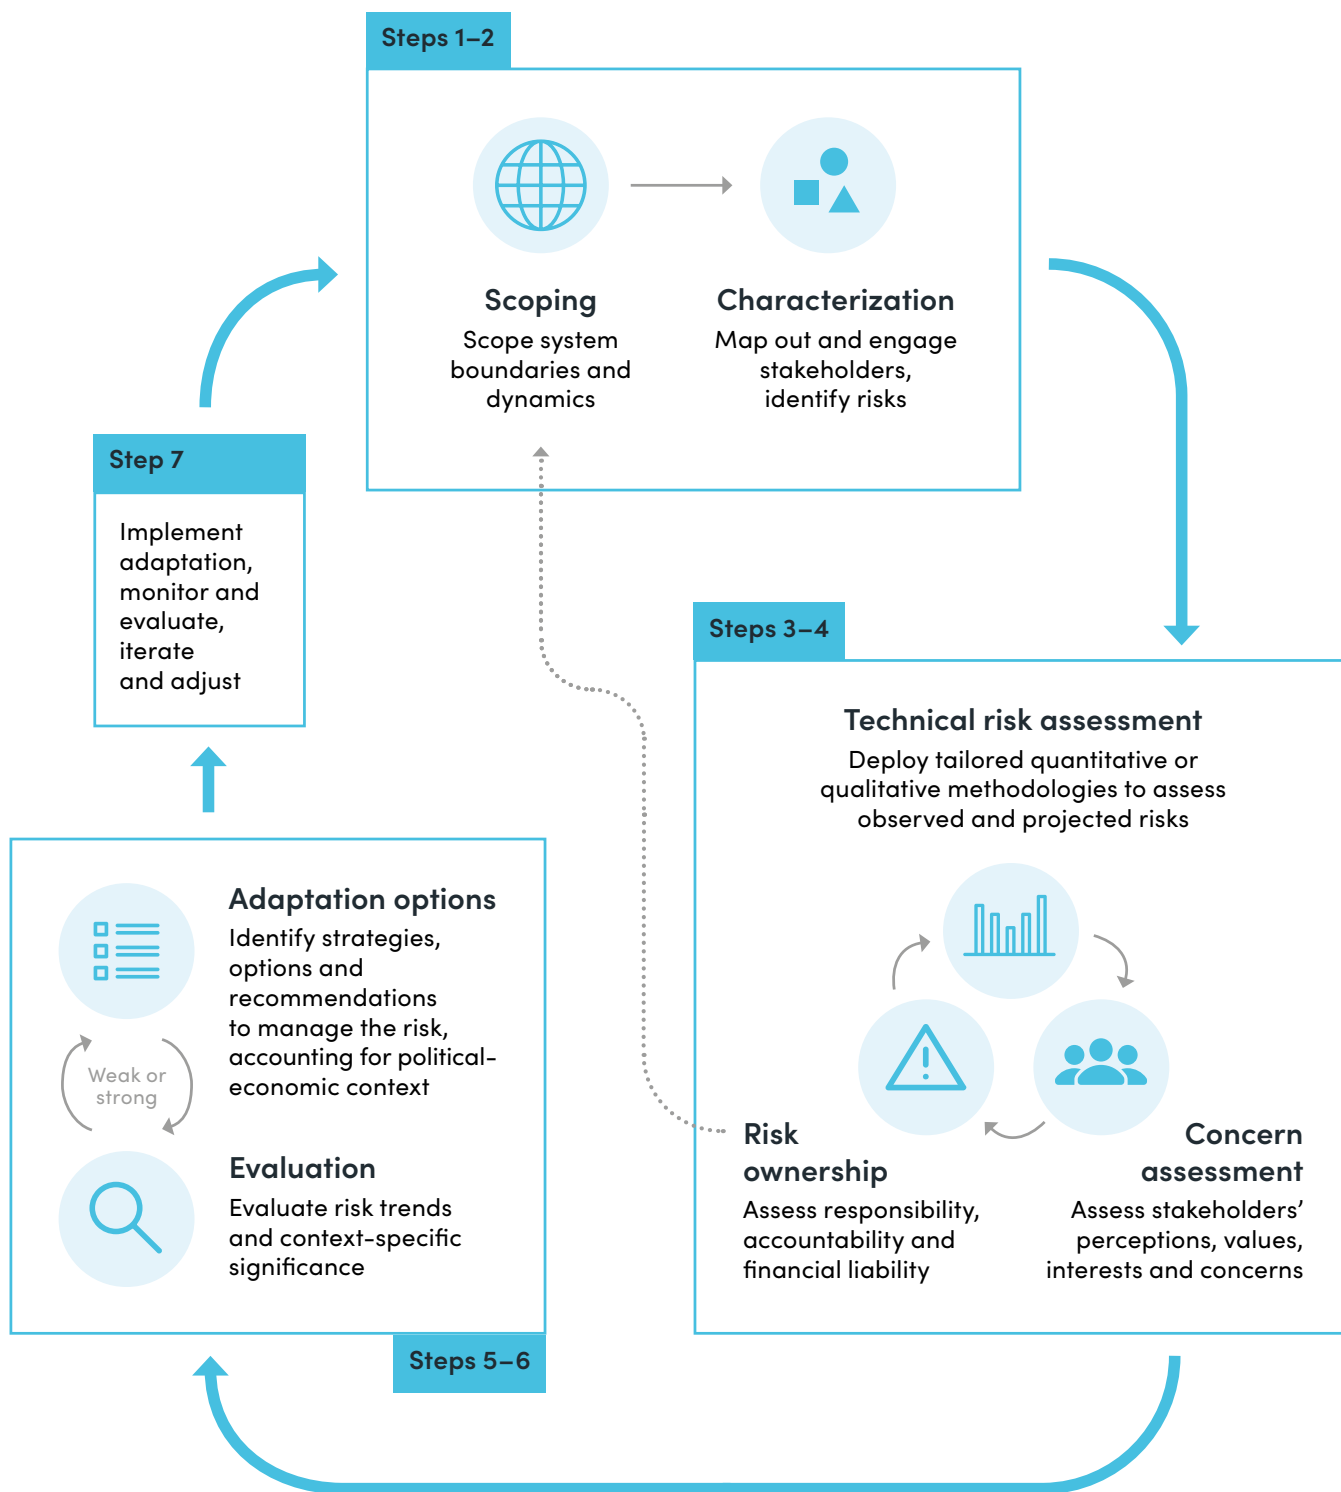 Steps 1–2
Scoping
Scope system
boundaries and
dynamics
Characterization
Map out and engage
stakeholders,
identify risks
Steps 3–4
Technical risk assessment
Deploy tailored quantitative or
qualitative methodologies to assess
observed and projected risks
Risk
ownership
Assess responsibility,
accountability and
financial liability
Concern
assessment
Assess stakeholders’
perceptions, values,
interests and concerns
Steps 5–6
Adaptation options
Identify strategies,
options and
recommendations
to manage the risk,
accounting for political-
economic context
Weak or
strong
Evaluation
Evaluate risk trends
and context-specific
significance
Step 7
Implement
adaptation,
monitor and
evaluate,
iterate
and adjust